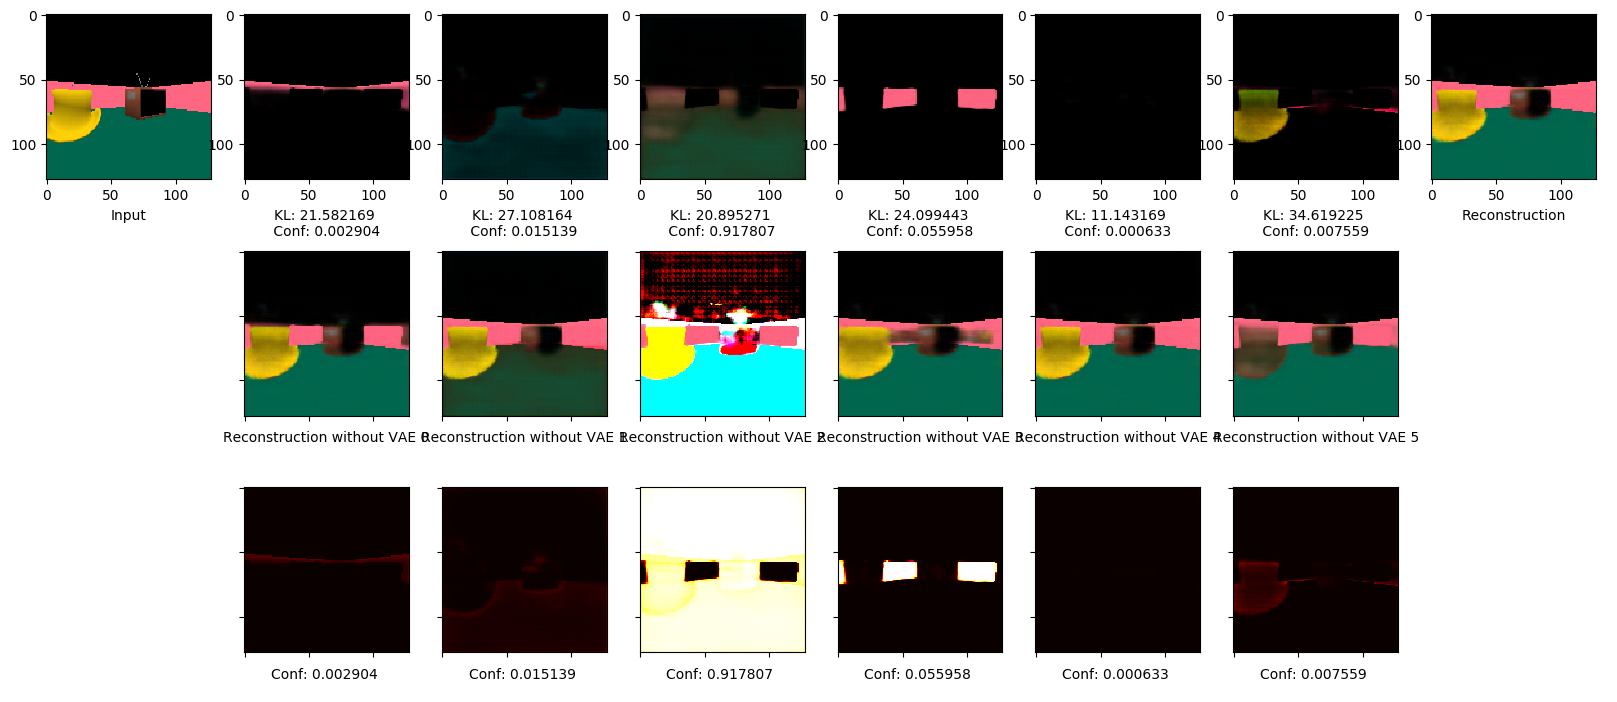 0
50
100
0 50 100
Input
0
50
100
0 50 100
KL: 21.582169
Conf: 0.002904
0
50
100
0 50 100
KL: 27.108164
Conf: 0.015139
0
50
100
0 50 100
KL: 20.895271
Conf: 0.917807
0
50
100
0 50 100
KL: 24.099443
Conf: 0.055958
0
50
100
0 50 100
KL: 11.143169
Conf: 0.000633
0
50
100
0 50 100
KL: 34.619225
Conf: 0.007559
0
50
100
0 50 100
Reconstruction
Reconstruction without VAE 0
Reconstruction without VAE 1
Reconstruction without VAE 2
Reconstruction without VAE 3
Reconstruction without VAE 4
Reconstruction without VAE 5
Conf: 0.002904
Conf: 0.015139
Conf: 0.917807
Conf: 0.055958
Conf: 0.000633
Conf: 0.007559